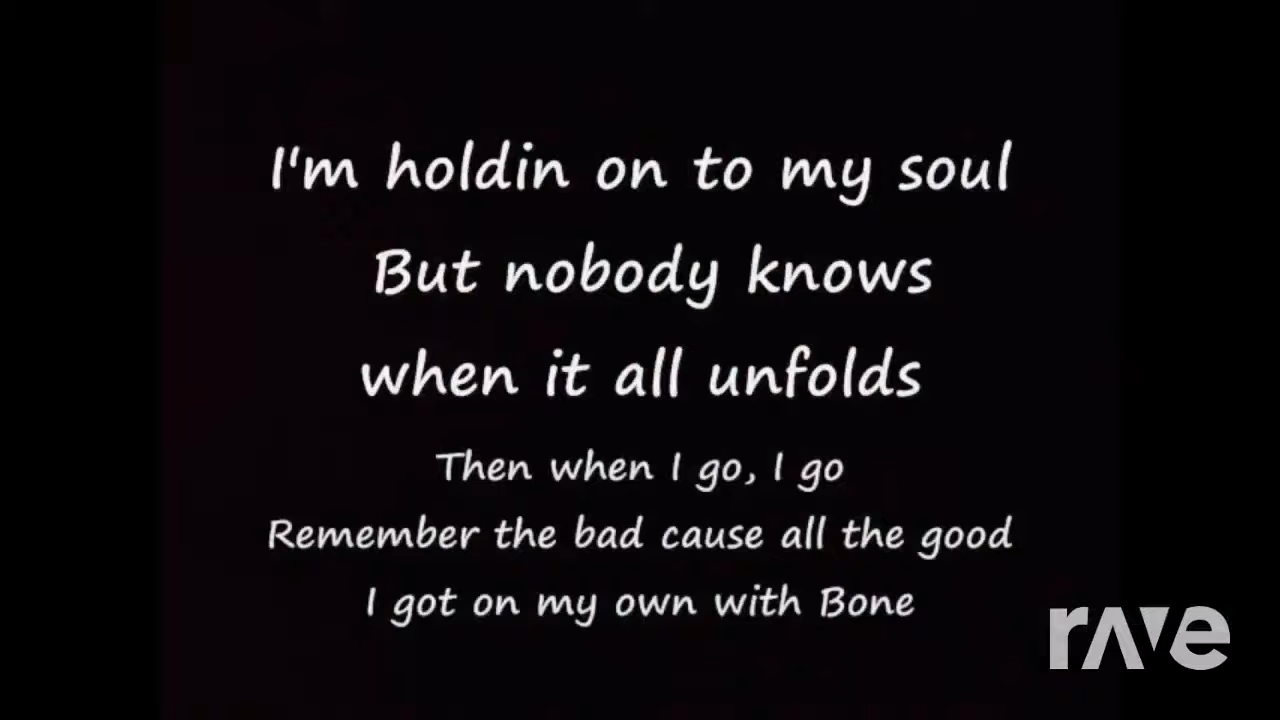 I'm holdin on to my soul
But nobody knows
when it all unfolds
Then when I go, I go
Remember the bad cause all the good
I got on my own with Bone
rave